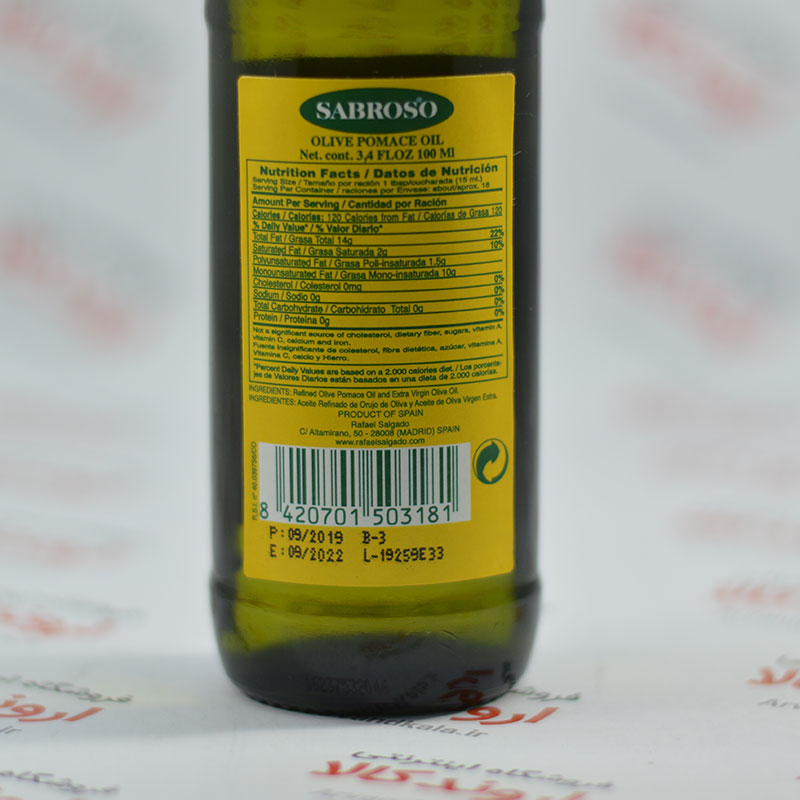 SABROSO
OLIVE POMACE OIL
Net. cont. 3,4 FLOZ 100 Ml
Nutrition Facts / Datos de Nutrición
Serving Size / Tamaño por ración 1 tbsp/cucharada (15 ml.)
Serving Per Container / raciones por Envase: about/aprox. 16
Amount Per Serving / Cantidad por Ración
Calories / Calorías: 120 Calories from Fat / Calorías de Grasa 120
% Daily Value* / % Valor Diario*
Total Fat / Grasa Total 14g 22%
Saturated Fat / Grasa Saturada 2g 10%
Polyunsaturated Fat / Grasa Poli-insaturada 1.5g
Monounsaturated Fat / Grasa Mono-insaturada 10g
Cholesterol / Colesterol 0mg 0%
Sodium / Sodio 0g 0%
Total Carbohydrate / Carbohidrato Total 0g 0%
Protein / Proteína 0g 0%
Not a significant source of cholesterol, dietary fiber, sugars, vitamin A,
vitamin C, calcium and iron.
Fuente insignificante de colesterol, fibra dietética, azúcar, vitamina A,
Vitamina C, calcio y Hierro.
*Percent Daily Values are based on a 2.000 calories diet. / Los porcenta-
jes de Valores Diarios están basados en una dieta de 2.000 calorías.
INGREDIENTS: Refined Olive Pomace Oil and Extra Virgin Olive Oil.
INGREDIENTES: Aceite Refinado de Orujo de Oliva y Aceite de Oliva Virgen Extra.
PRODUCT OF SPAIN
Rafael Salgado
C/ Altamirano, 50 - 28008 (MADRID) SPAIN
www.rafaelsalgado.com
8 420701 503181
P:09/2019 B-3
E:09/2022 L-19259E33
فروشگاه اینترنتی
اروندکالا